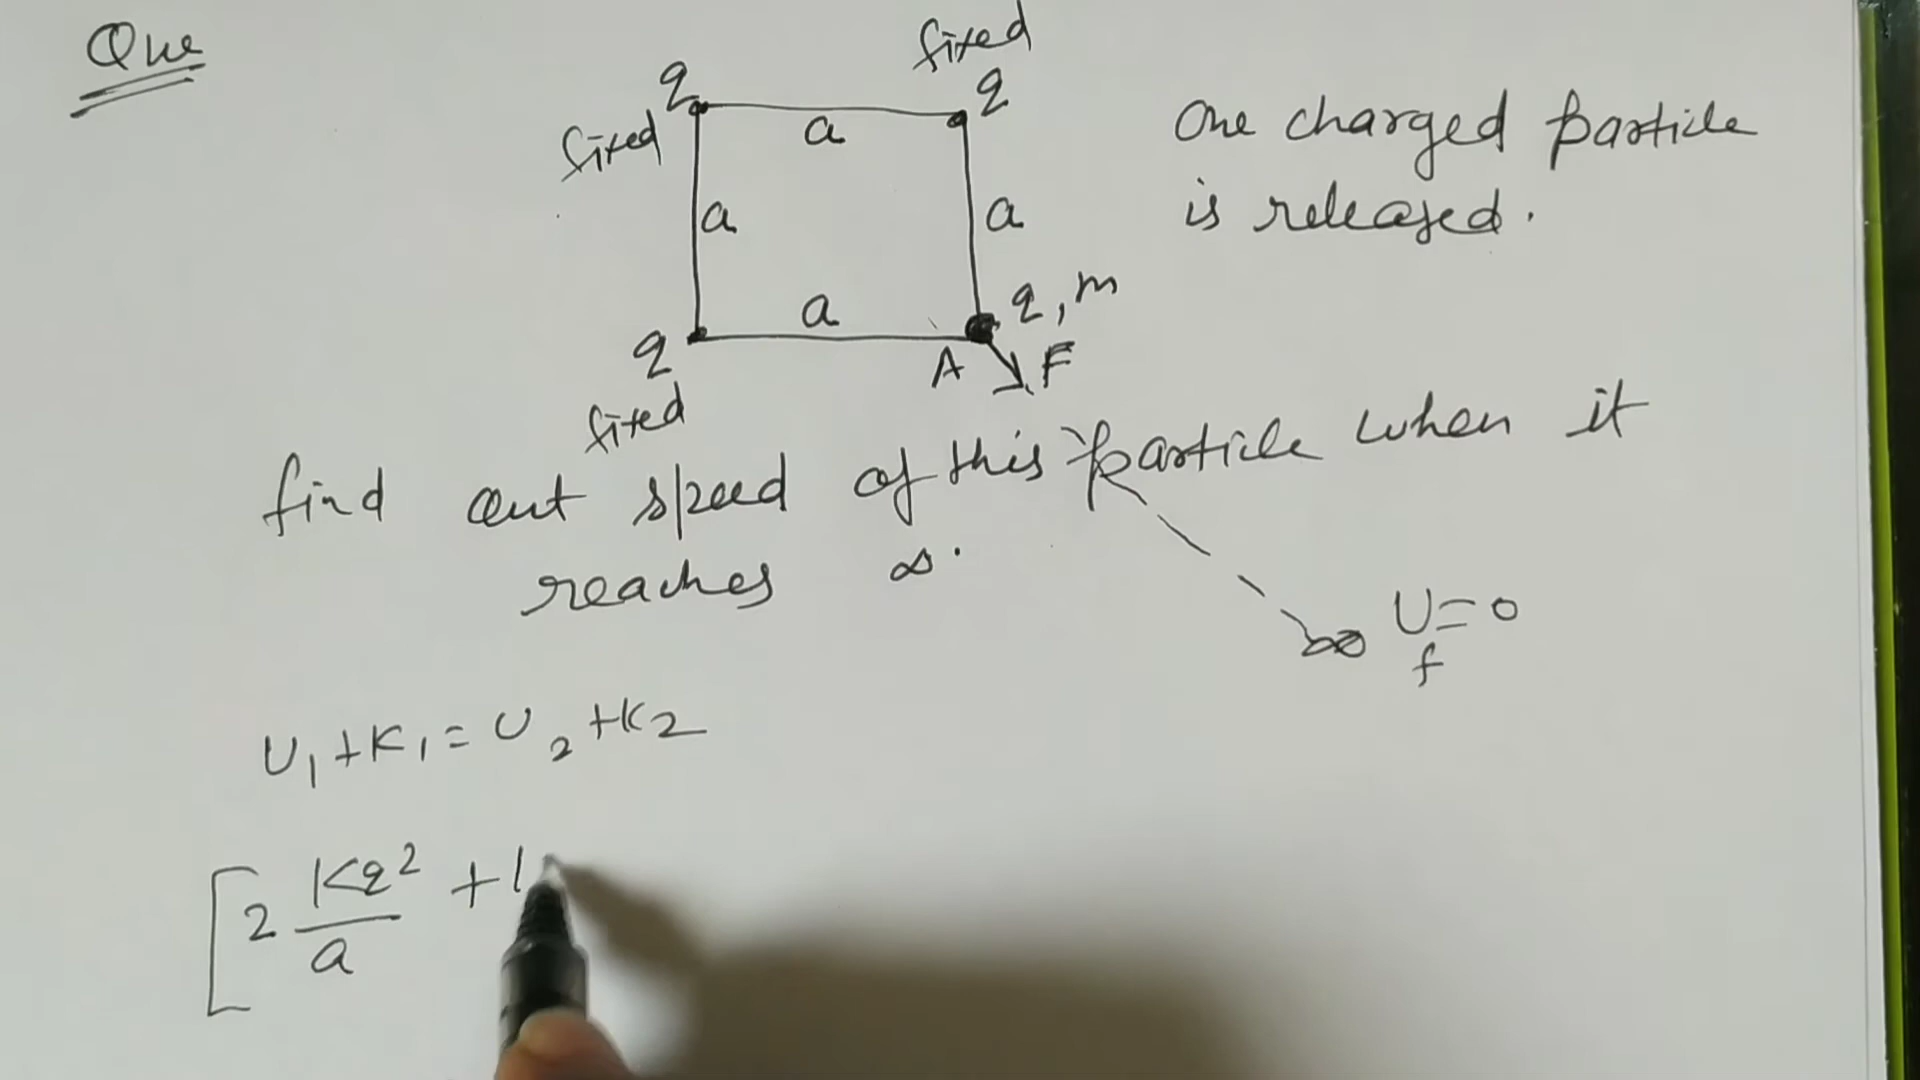 Que
fixed
q
q
fixed
a
One charged particle
is released.
a
a
a
q, m
q
A
F
fixed
find out speed of this particle when it
reaches ∞.
∞ U_f = 0
U₁ + K₁ = U₂ + K₂
[ 2 Kq²/a +